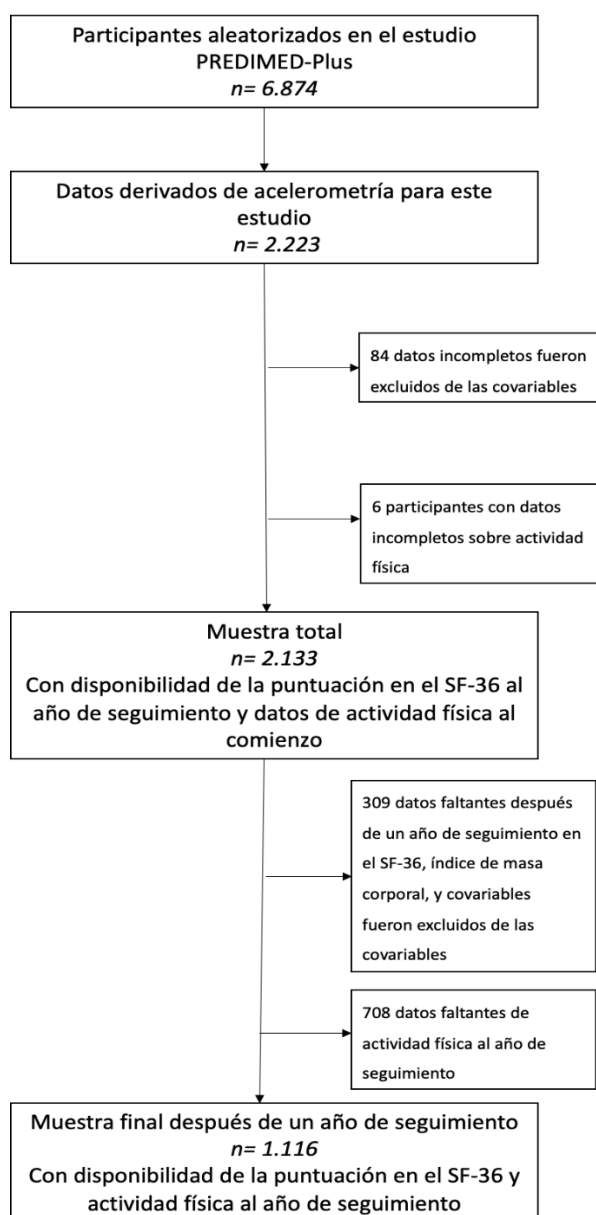 Participantes aleatorizados en el estudio
PREDIMED-Plus
n= 6.874
Datos derivados de acelerometría para este
estudio
n= 2.223
84 datos incompletos fueron
excluidos de las covariables
6 participantes con datos
incompletos sobre actividad
física
Muestra total
n= 2.133
Con disponibilidad de la puntuación en el SF-36 al
año de seguimiento y datos de actividad física al
comienzo
309 datos faltantes después
de un año de seguimiento en
el SF-36, índice de masa
corporal, y covariables
fueron excluidos de las
covariables
708 datos faltantes de
actividad física al año de
seguimiento
Muestra final después de un año de seguimiento
n= 1.116
Con disponibilidad de la puntuación en el SF-36 y
actividad física al año de seguimiento